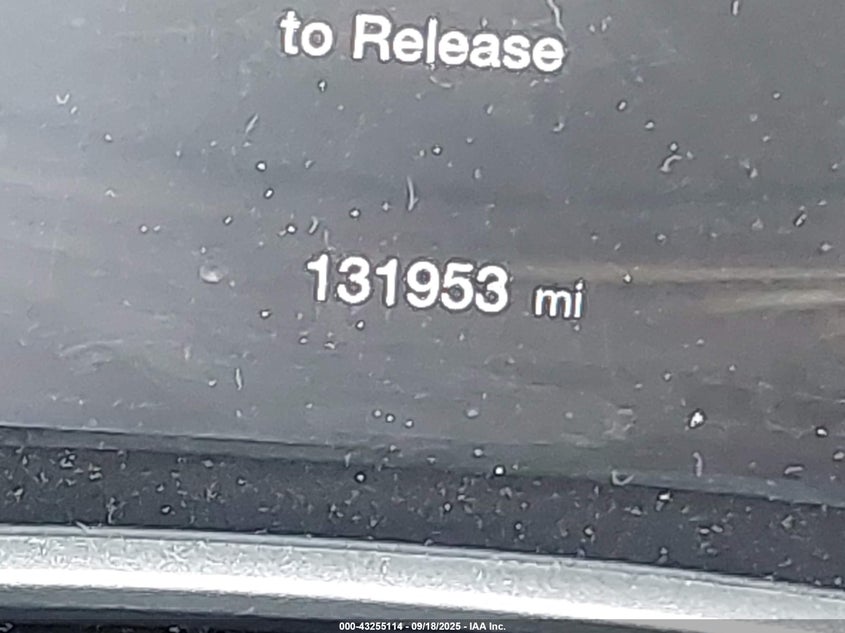 to Release
131953 mi
000-43255114 - 09/18/2025 - IAA Inc.